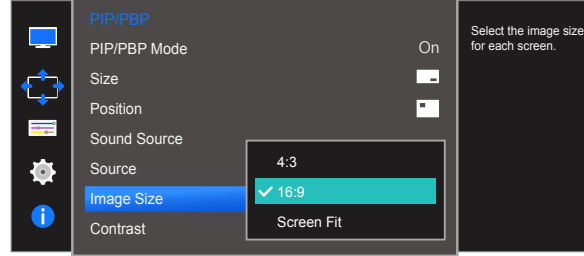 PIP/PBP
PIP/PBP Mode On
Size
Position
Sound Source
Source
Image Size
Contrast
4:3
16:9
Screen Fit
Select the image size
for each screen.